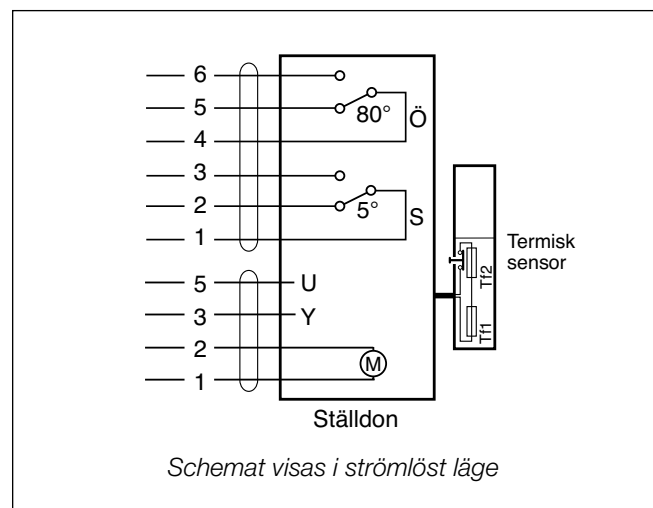 6
5
80°
Ö
4
3
2
5°
S
1
Termisk
sensor
Tf2
Tf1
5
U
3
Y
2
M
1
Ställdon
Schemat visas i strömlöst läge